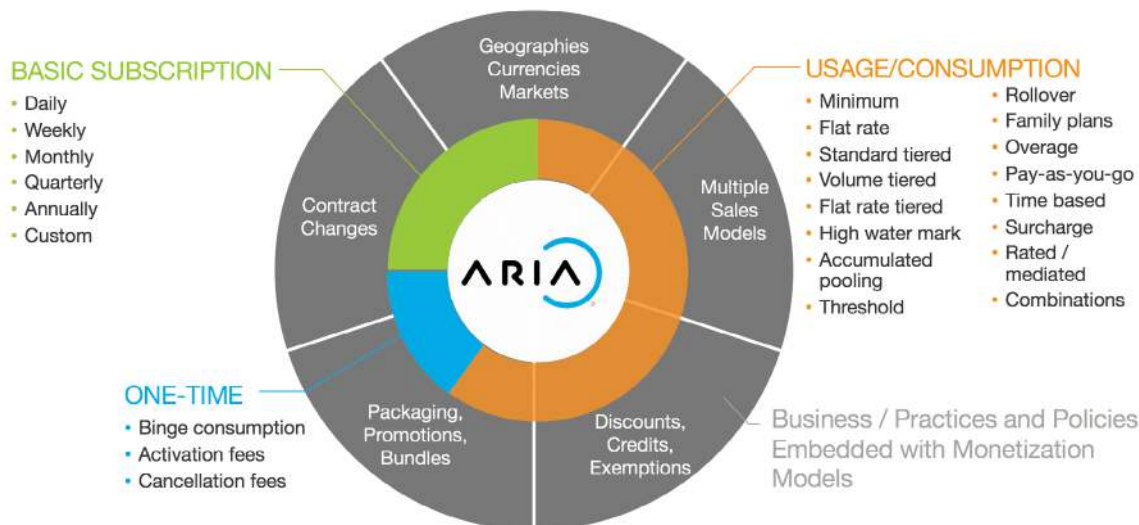 BASIC SUBSCRIPTION
• Daily
• Weekly
• Monthly
• Quarterly
• Annually
• Custom
Geographies
Currencies
Markets
Contract
Changes
Multiple
Sales
Models
ARIA
USAGE/CONSUMPTION
• Minimum
• Flat rate
• Standard tiered
• Volume tiered
• Flat rate tiered
• High water mark
• Accumulated
pooling
• Threshold
• Rollover
• Family plans
• Overage
• Pay-as-you-go
• Time based
• Surcharge
• Rated /
mediated
• Combinations
ONE-TIME
• Binge consumption
• Activation fees
• Cancellation fees
Packaging,
Promotions,
Bundles
Discounts,
Credits,
Exemptions
Business / Practices and Policies
Embedded with Monetization
Models